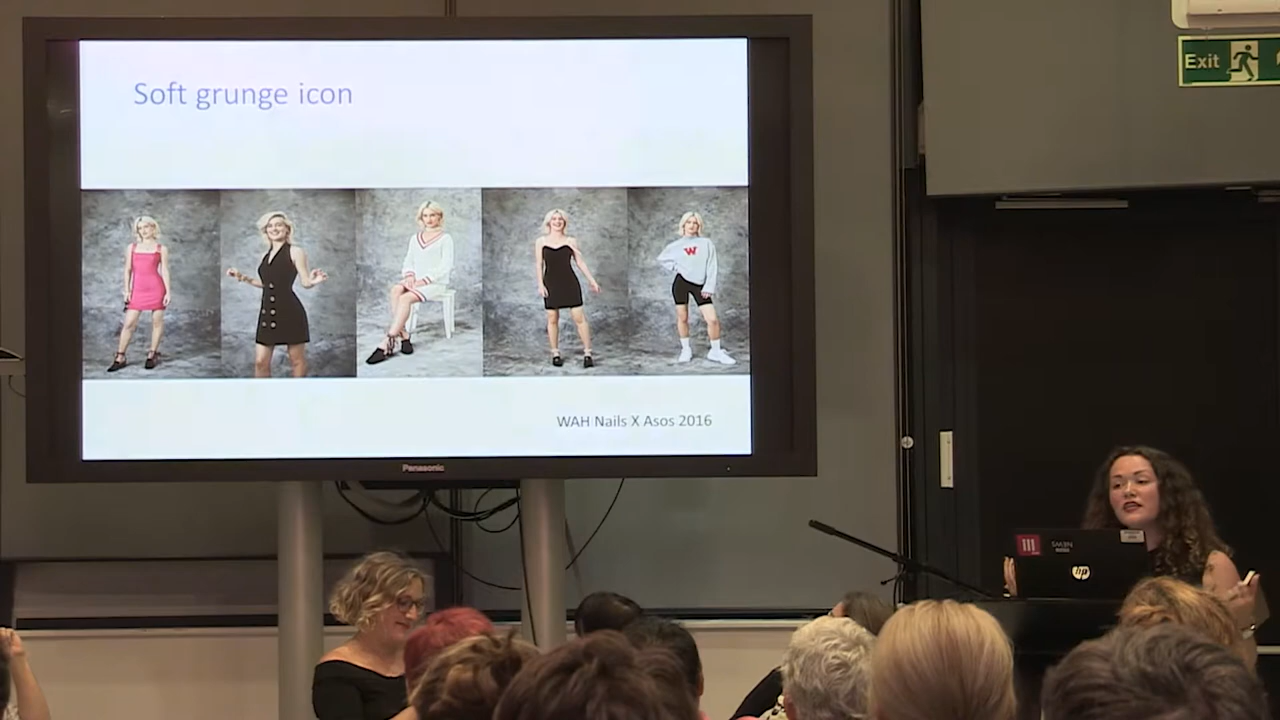 Soft grunge icon
W
WAH Nails X Asos 2016
Panasonic
Exit
hp